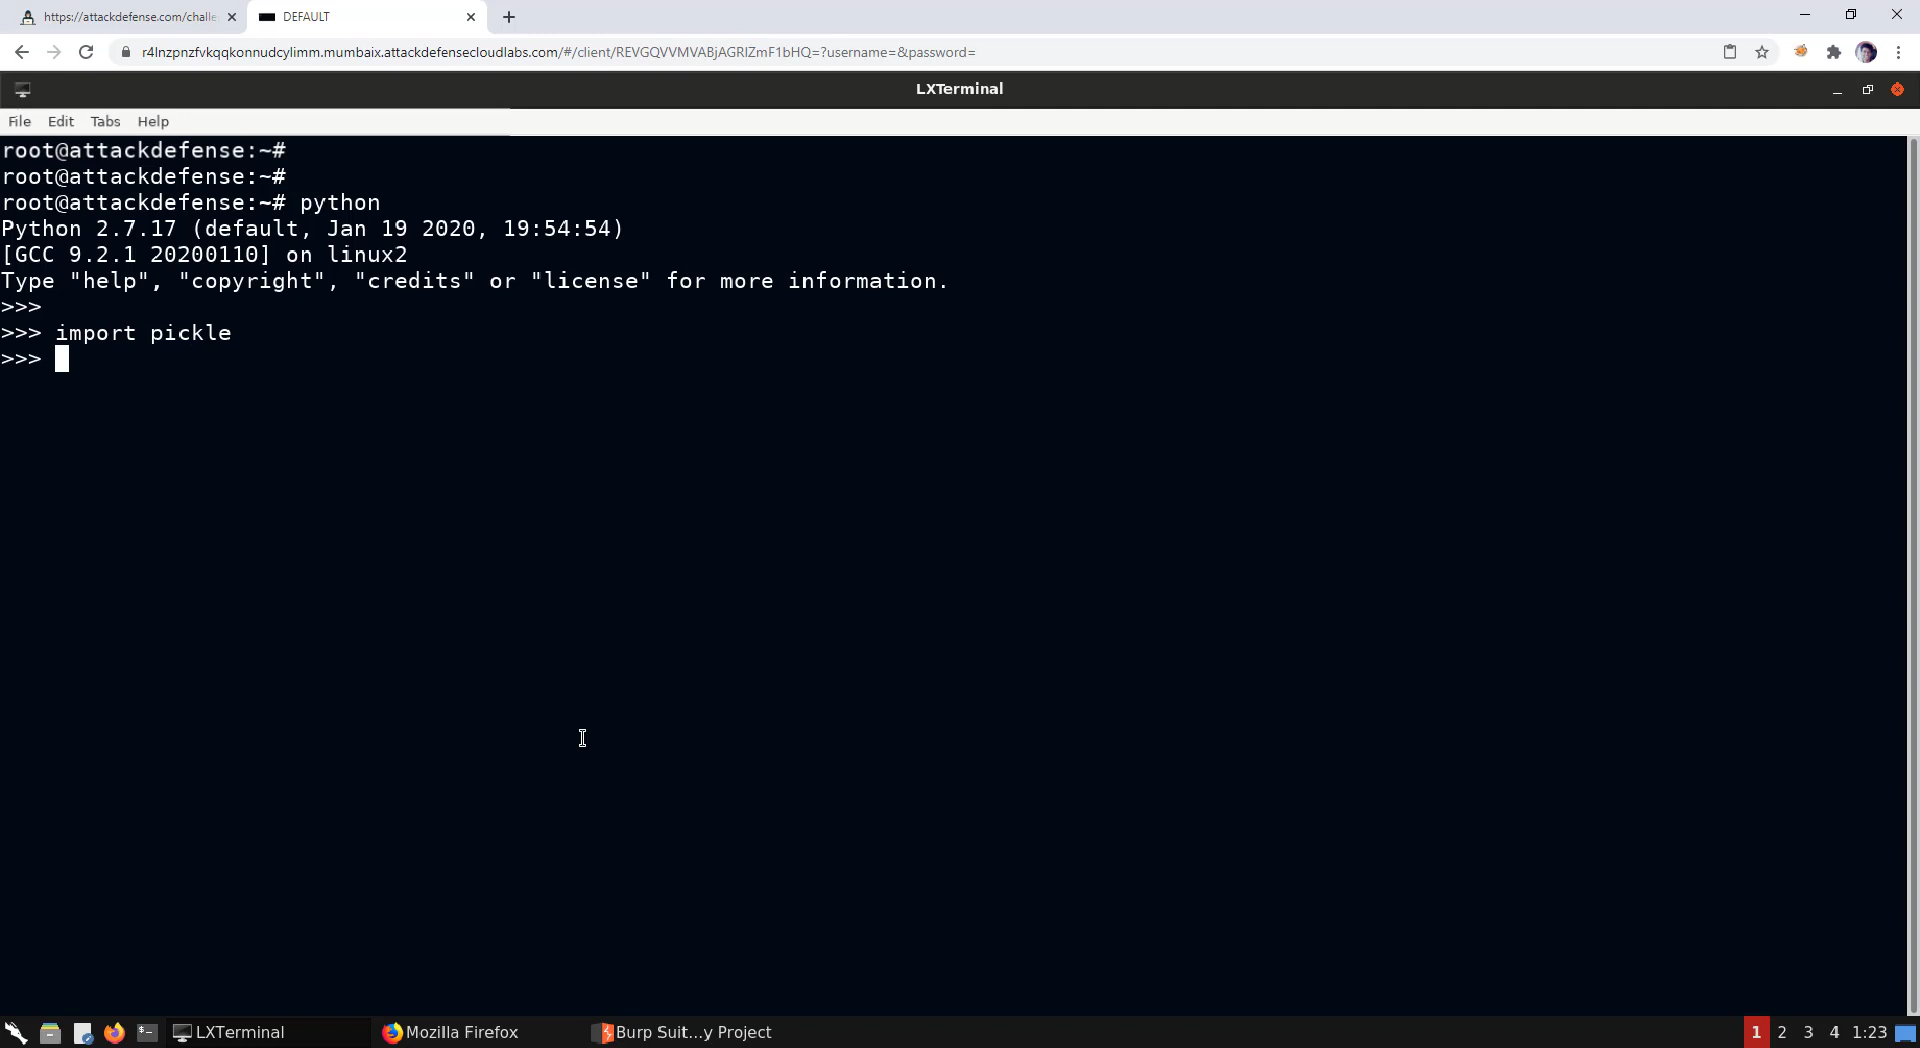 https://attackdefense.com/challe
DEFAULT
r4lnzpnzfvkqqkonnudcylimm.mumbaix.attackdefensecloudlabs.com/#/client/REVGQVVMVABjAGRlZmF1bHQ=?username=&password=
LXTerminal
File Edit Tabs Help
root@attackdefense:~#
root@attackdefense:~#
root@attackdefense:~# python
Python 2.7.17 (default, Jan 19 2020, 19:54:54)
[GCC 9.2.1 20200110] on linux2
Type "help", "copyright", "credits" or "license" for more information.
>>>
>>> import pickle
>>>
LXTerminal Mozilla Firefox Burp Suit...y Project 1 2 3 4 1:23